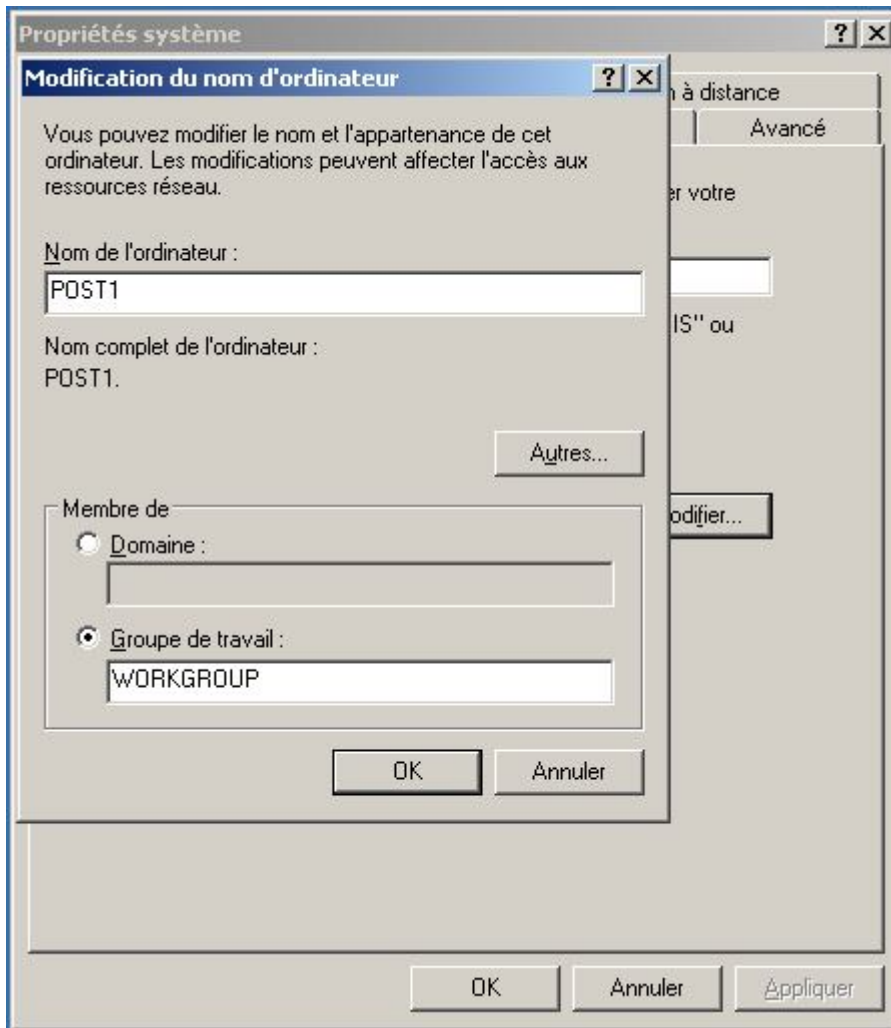 Propriétés système
Modification du nom d'ordinateur
à distance
Avancé
Vous pouvez modifier le nom et l'appartenance de cet
ordinateur. Les modifications peuvent affecter l'accès aux
ressources réseau.
votre
Nom de l'ordinateur :
POST1
IS" ou
Nom complet de l'ordinateur :
POST1.
Autres...
Membre de
odifier...
Domaine :
Groupe de travail :
WORKGROUP
OK
Annuler
OK
Annuler
Appliquer